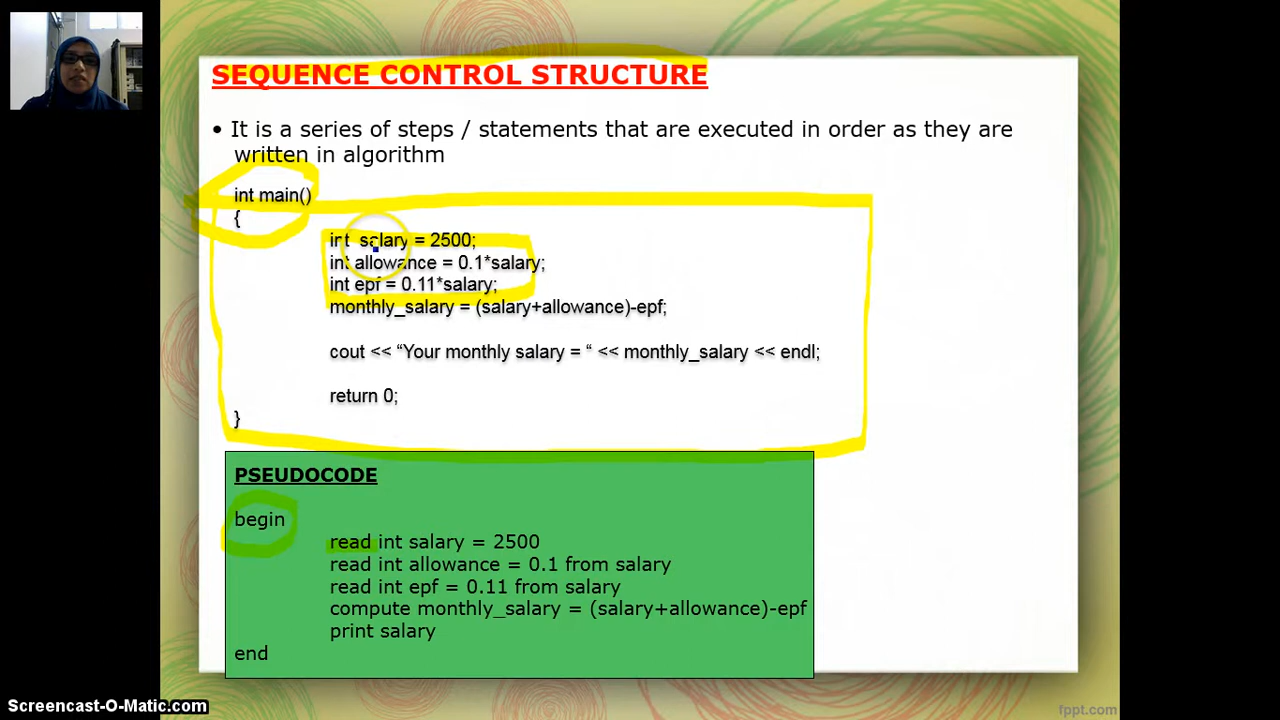 SEQUENCE CONTROL STRUCTURE
• It is a series of steps / statements that are executed in order as they are
written in algorithm
int main()
{
int salary = 2500;
int allowance = 0.1*salary;
int epf = 0.11*salary;
monthly_salary = (salary+allowance)-epf;
cout << “Your monthly salary = “ << monthly_salary << endl;
return 0;
}
PSEUDOCODE
begin
read int salary = 2500
read int allowance = 0.1 from salary
read int epf = 0.11 from salary
compute monthly_salary = (salary+allowance)-epf
print salary
end
Screencast-O-Matic.com
fppt.com